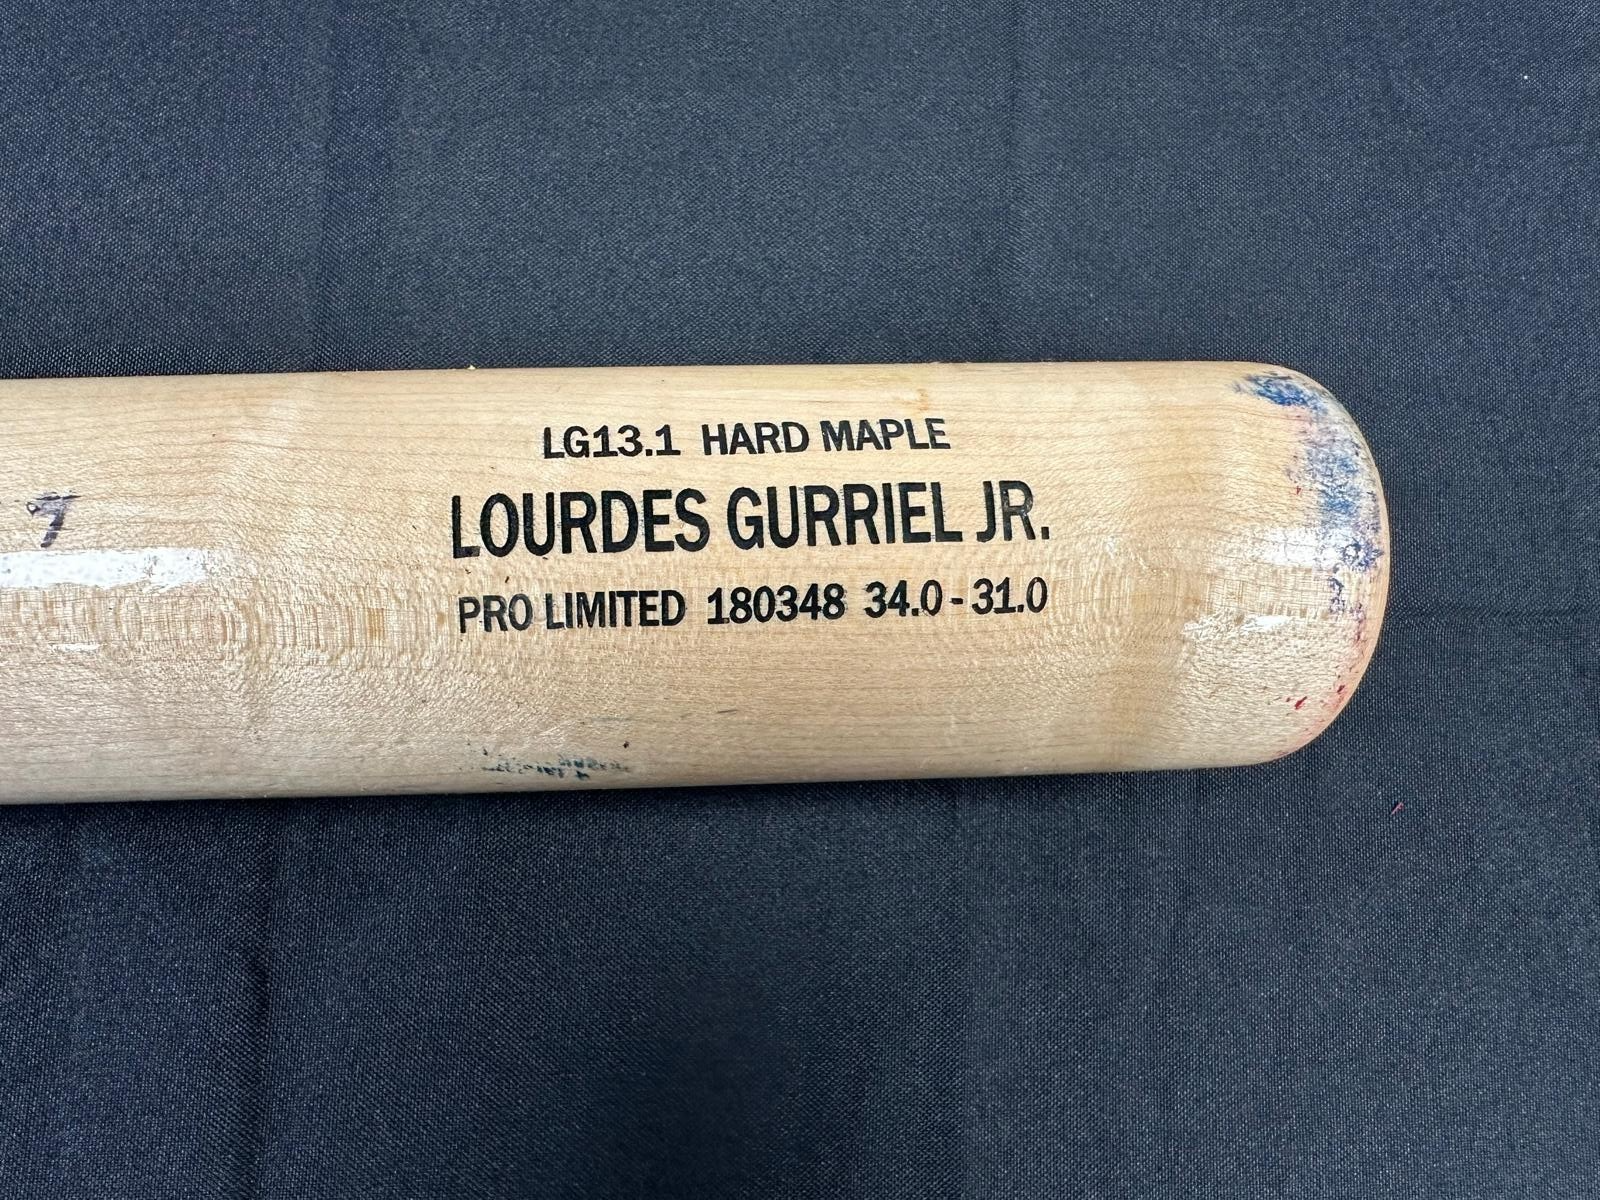 LG13.1 HARD MAPLE
LOURDES GURRIEL JR.
PRO LIMITED 180348 34.0-31.0